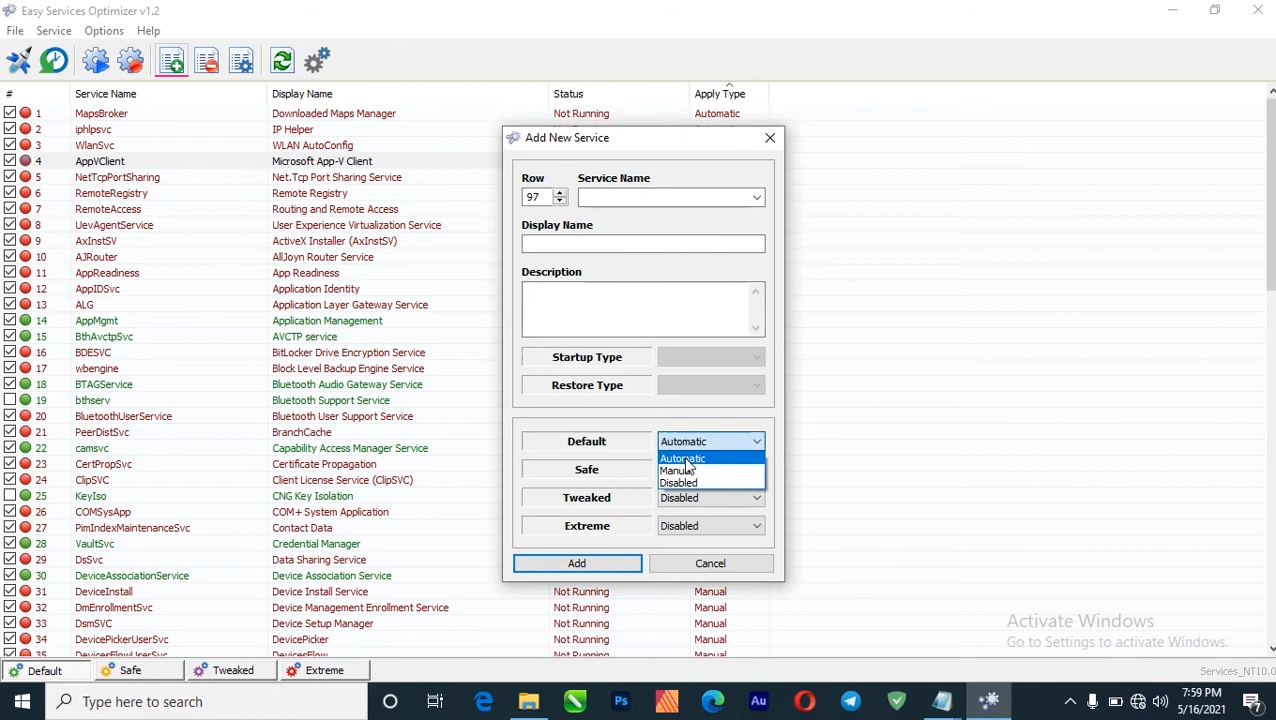 Easy Services Optimizer v1.2
File Service Options Help
# Service Name Display Name Status Apply Type
1 MapsBroker Downloaded Maps Manager Not Running Automatic
2 iphlpsvc IP Helper
3 WlanSvc WLAN AutoConfig
4 AppVClient Microsoft App-V Client
5 NetTcpPortSharing Net.Tcp Port Sharing Service
6 RemoteRegistry Remote Registry
7 RemoteAccess Routing and Remote Access
8 UevAgentService User Experience Virtualization Service
9 AxInstSV ActiveX Installer (AxInstSV)
10 AJRouter AllJoyn Router Service
11 AppReadiness App Readiness
12 AppIDSvc Application Identity
13 ALG Application Layer Gateway Service
14 AppMgmt Application Management
15 BthAvctpSvc AVCTP service
16 BDESVC BitLocker Drive Encryption Service
17 wbengine Block Level Backup Engine Service
18 BTAGService Bluetooth Audio Gateway Service
19 bthserv Bluetooth Support Service
20 BluetoothUserService Bluetooth User Support Service
21 PeerDistSvc BranchCache
22 camsvc Capability Access Manager Service
23 CertPropSvc Certificate Propagation
24 ClipSVC Client License Service (ClipSVC)
25 KeyIso CNG Key Isolation
26 COMSysApp COM+ System Application
27 PimIndexMaintenanceSvc Contact Data
28 VaultSvc Credential Manager
29 DsSvc Data Sharing Service
30 DeviceAssociationService Device Association Service
31 DeviceInstall Device Install Service Not Running Manual
32 DmEnrollmentSvc Device Management Enrollment Service Not Running Manual
33 DsmSVC Device Setup Manager Not Running Manual
34 DevicePickerUserSvc DevicePicker Not Running Manual
35 DevicesFlowUserSvc DevicesFlow Not Running Manual
Add New Service
Row Service Name
97
Display Name
Description
Startup Type
Restore Type
Default Automatic
Automatic
Safe Manual
Disabled
Tweaked Disabled
Extreme Disabled
Add Cancel
Activate Windows
Go to Settings to activate Windows.
Default Safe Tweaked Extreme Services_NT10.0
Type here to search
Ps
Au
7:59 PM
5/16/2021
7